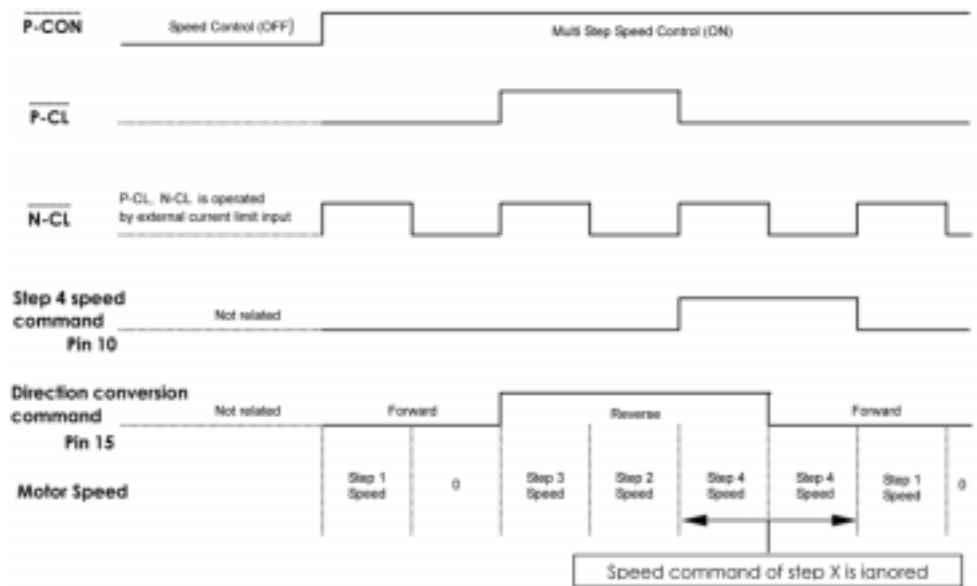 P-CON
Speed Control (OFF)
Multi Step Speed Control (ON)
P-CL
N-CL
P-CL, N-CL is operated
by external current limit input
Step 4 speed
command
Pin 10
Not related
Direction conversion
command
Pin 15
Not related
Forward
Reverse
Forward
Motor Speed
Step 1
Speed
0
Step 3
Speed
Step 2
Speed
Step 4
Speed
Step 4
Speed
Step 1
Speed
0
Speed command of step X is ignored